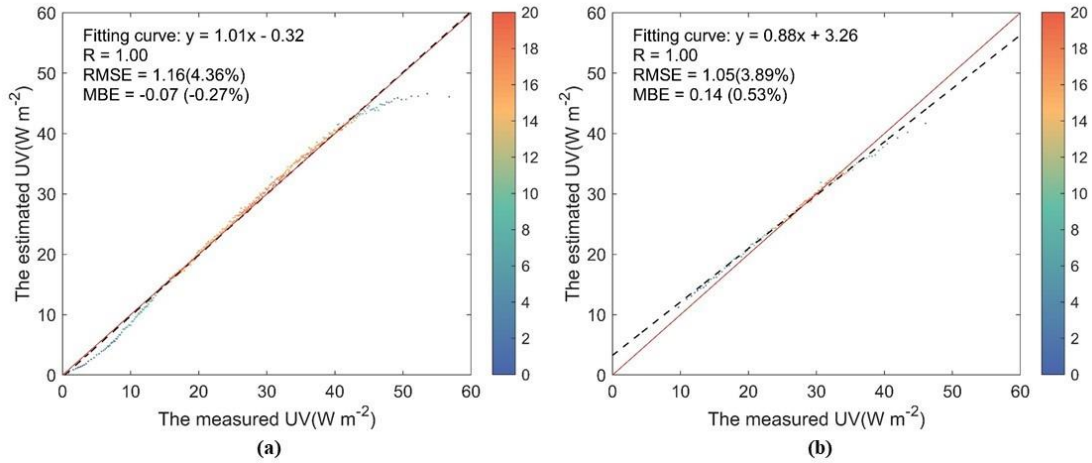 Fitting curve: y = 1.01x - 0.32
R = 1.00
RMSE = 1.16(4.36%)
MBE = -0.07 (-0.27%)
The estimated UV(W m-2)
60
50
40
30
20
10
0
0 10 20 30 40 50 60
The measured UV(W m-2)
20
18
16
14
12
10
8
6
4
2
0
(a)
Fitting curve: y = 0.88x + 3.26
R = 1.00
RMSE = 1.05(3.89%)
MBE = 0.14 (0.53%)
The estimated UV(W m-2)
60
50
40
30
20
10
0
0 10 20 30 40 50 60
The measured UV(W m-2)
20
18
16
14
12
10
8
6
4
2
0
(b)